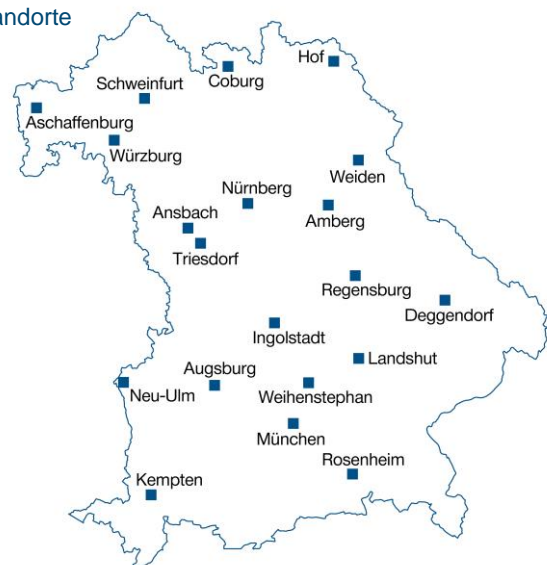 andorte
Hof
Coburg
Schweinfurt
Aschaffenburg
Würzburg
Weiden
Nürnberg
Amberg
Ansbach
Triesdorf
Regensburg
Deggendorf
Ingolstadt
Landshut
Augsburg
Neu-Ulm
Weihenstephan
München
Rosenheim
Kempten